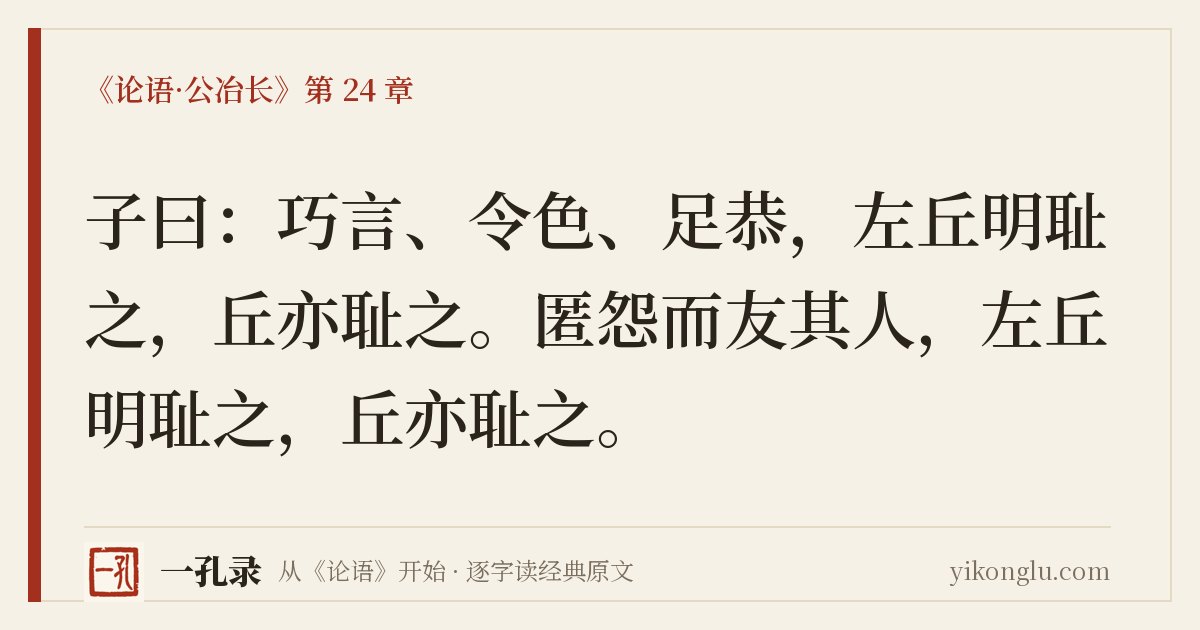 《论语·公冶长》第 24 章
子曰：巧言、令色、足恭，左丘明耻
之，丘亦耻之。匿怨而友其人，左丘
明耻之，丘亦耻之。
一孔
一孔录 从《论语》开始 · 逐字读经典原文 yikonglu.com